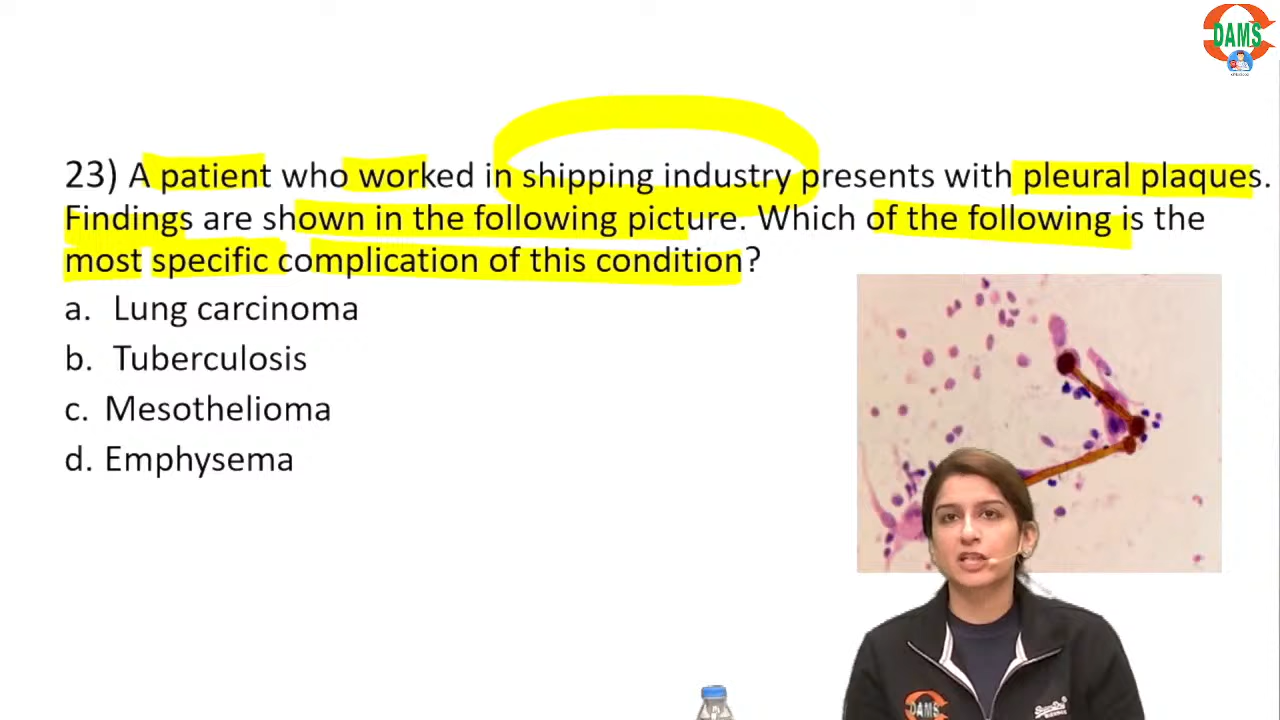 DAMS
23) A patient who worked in shipping industry presents with pleural plaques.
Findings are shown in the following picture. Which of the following is the
most specific complication of this condition?
a. Lung carcinoma
b. Tuberculosis
c. Mesothelioma
d. Emphysema
DAMS